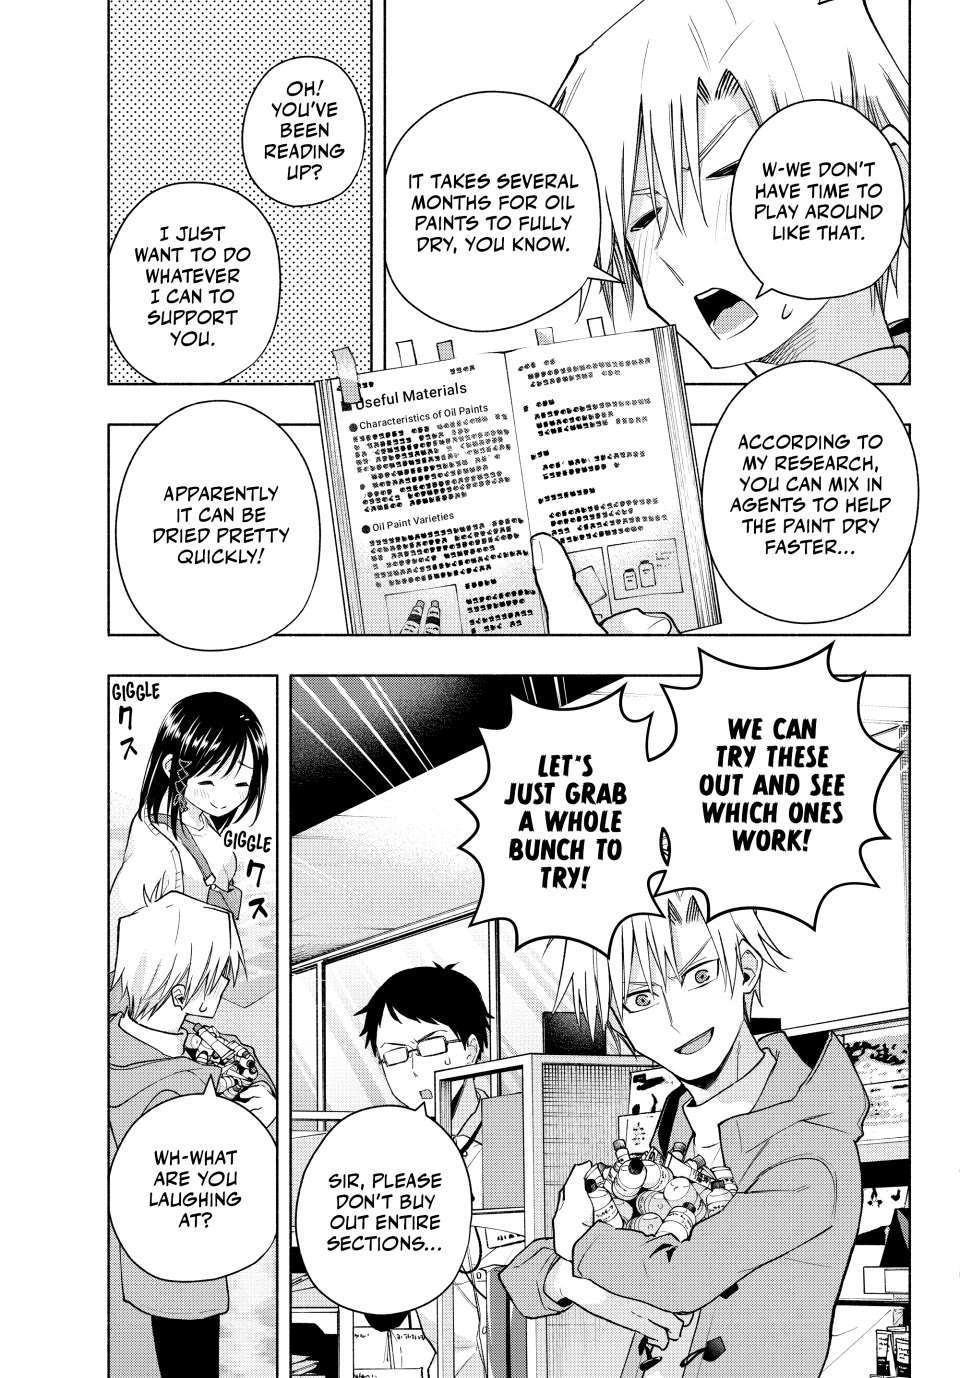 W-WE DON'T
HAVE TIME TO
PLAY AROUND
LIKE THAT.
IT TAKES SEVERAL
MONTHS FOR OIL
PAINTS TO FULLY
DRY, YOU KNOW.
OH!
YOU'VE
BEEN
READING
UP?
I JUST
WANT TO DO
WHATEVER
I CAN TO
SUPPORT
YOU.
ACCORDING TO
MY RESEARCH,
YOU CAN MIX IN
AGENTS TO HELP
THE PAINT DRY
FASTER...
Useful Materials
Characteristics of Oil Paints
Oil Paint Varieties
APPARENTLY
IT CAN BE
DRIED PRETTY
QUICKLY!
WE CAN
TRY THESE
OUT AND SEE
WHICH ONES
WORK!
LET'S
JUST GRAB
A WHOLE
BUNCH TO
TRY!
SIR, PLEASE
DON'T BUY
OUT ENTIRE
SECTIONS...
GIGGLE
クス
GIGGLE
クス
WH-WHAT
ARE YOU
LAUGHING
AT?